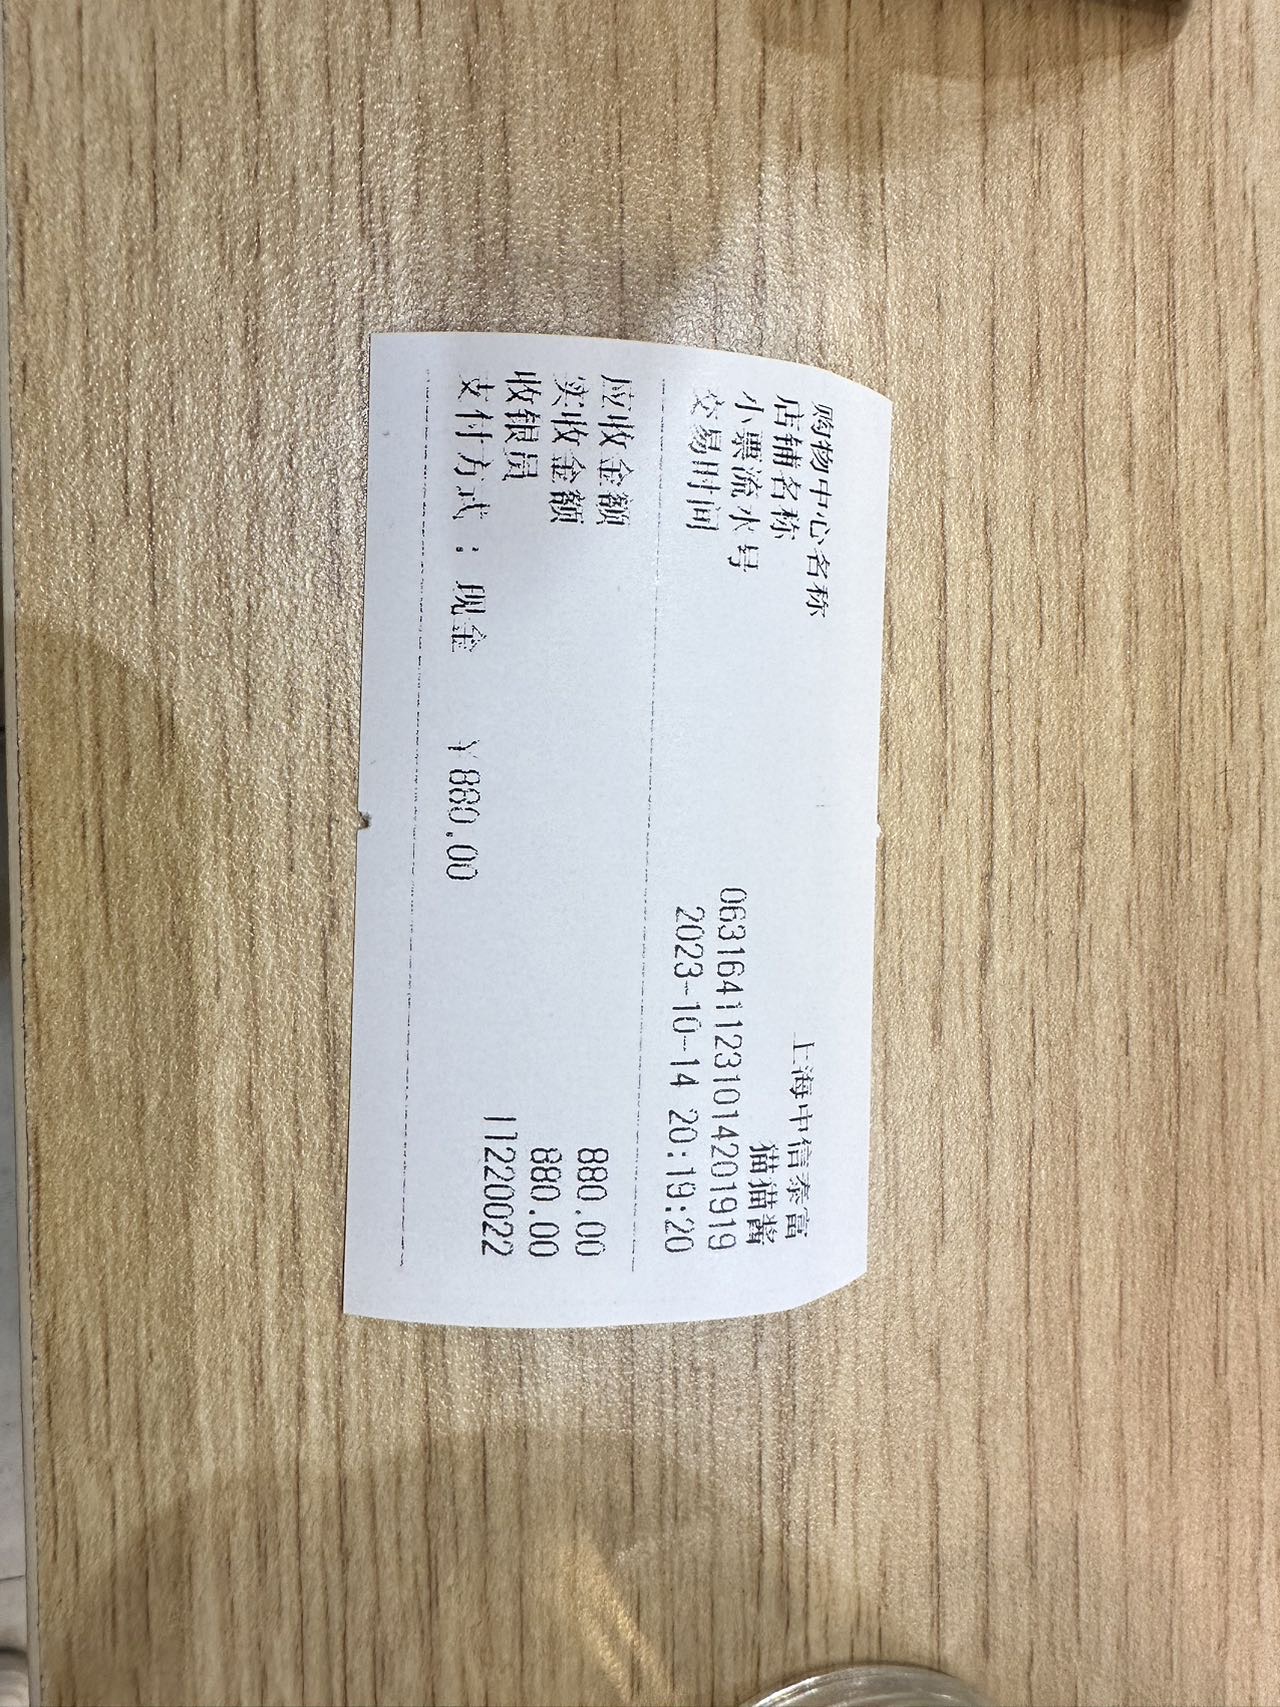 购物中心名称 上海中信泰富
店铺名称 猫猫酱
小票流水号 0631641123101420191​9
交易时间 2023-10-14 20:19:20
应收金额 880.00
实收金额 880.00
收银员 11220022
支付方式：现金 ¥880.00